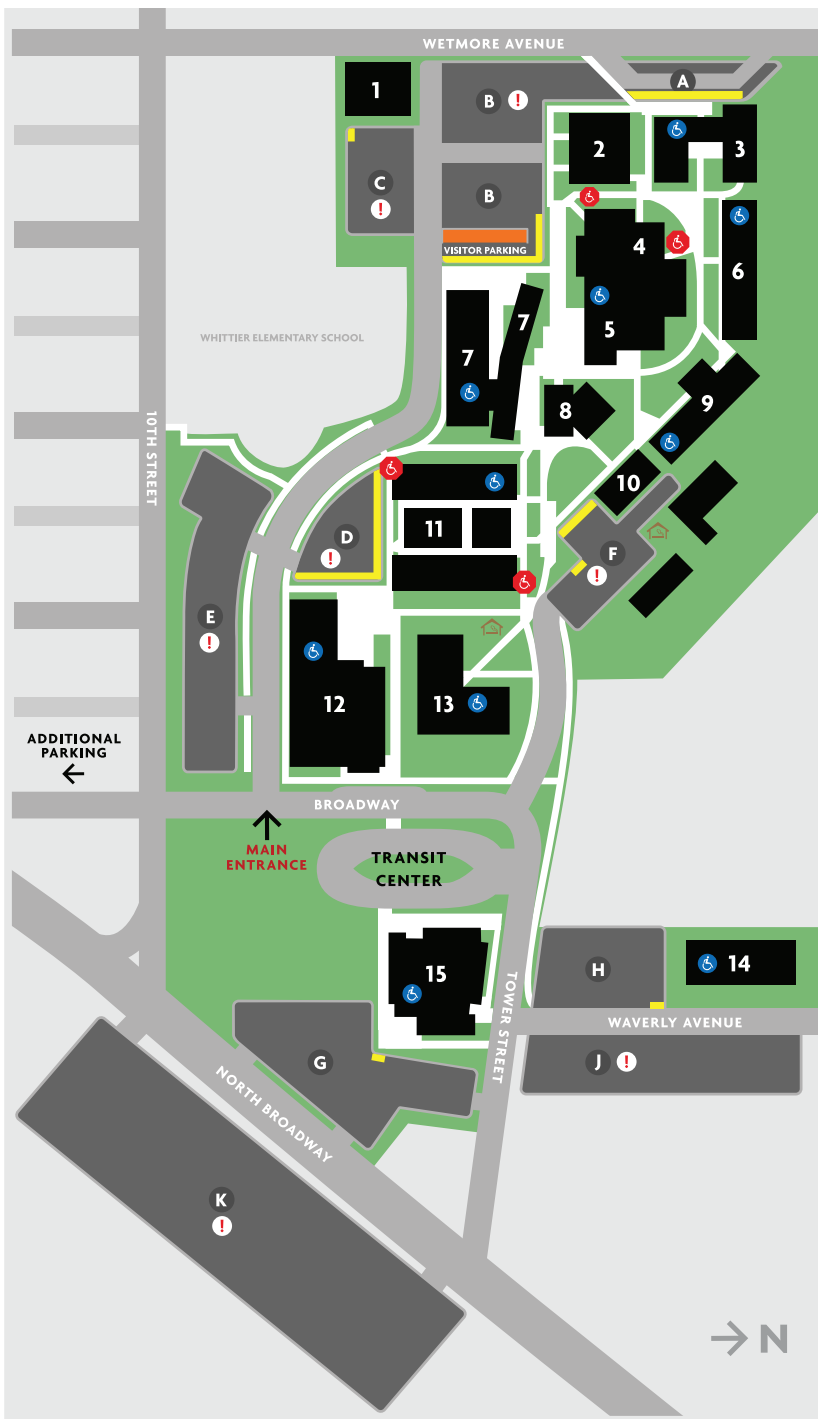 WETMORE AVENUE
A
1
B !
2
3
C
!
B
4
VISITOR PARKING
6
7
5
WHITTIER ELEMENTARY SCHOOL
7
9
8
10TH STREET
10
11
D
!
F
!
E
!
12
13
ADDITIONAL
PARKING
BROADWAY
MAIN
ENTRANCE
TRANSIT
CENTER
H
14
15
TOWER STREET
WAVERLY AVENUE
G
J !
NORTH BROADWAY
K
!
N